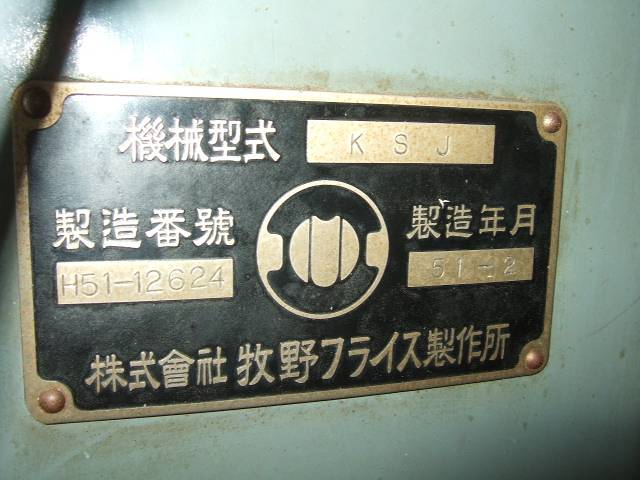 機械型式 KSJ
製造番號 製造年月
H51-12624 51-2
株式會社 牧野フライス製作所